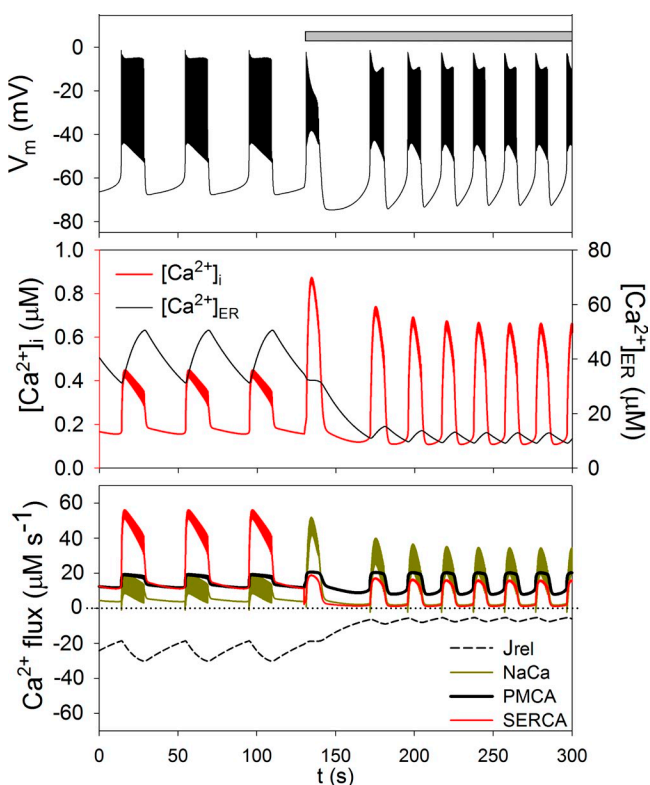 V_m (mV)
0
-20
-40
-60
-80
[Ca²⁺]_i (μM)
1.0
0.8
0.6
0.4
0.2
0.0
[Ca²⁺]_i
[Ca²⁺]_ER
80
60
40
20
0
[Ca²⁺]_ER (μM)
Ca²⁺ flux (μM s⁻¹)
60
40
20
0
-20
-40
-60
Jrel
NaCa
PMCA
SERCA
0 50 100 150 200 250 300
t (s)